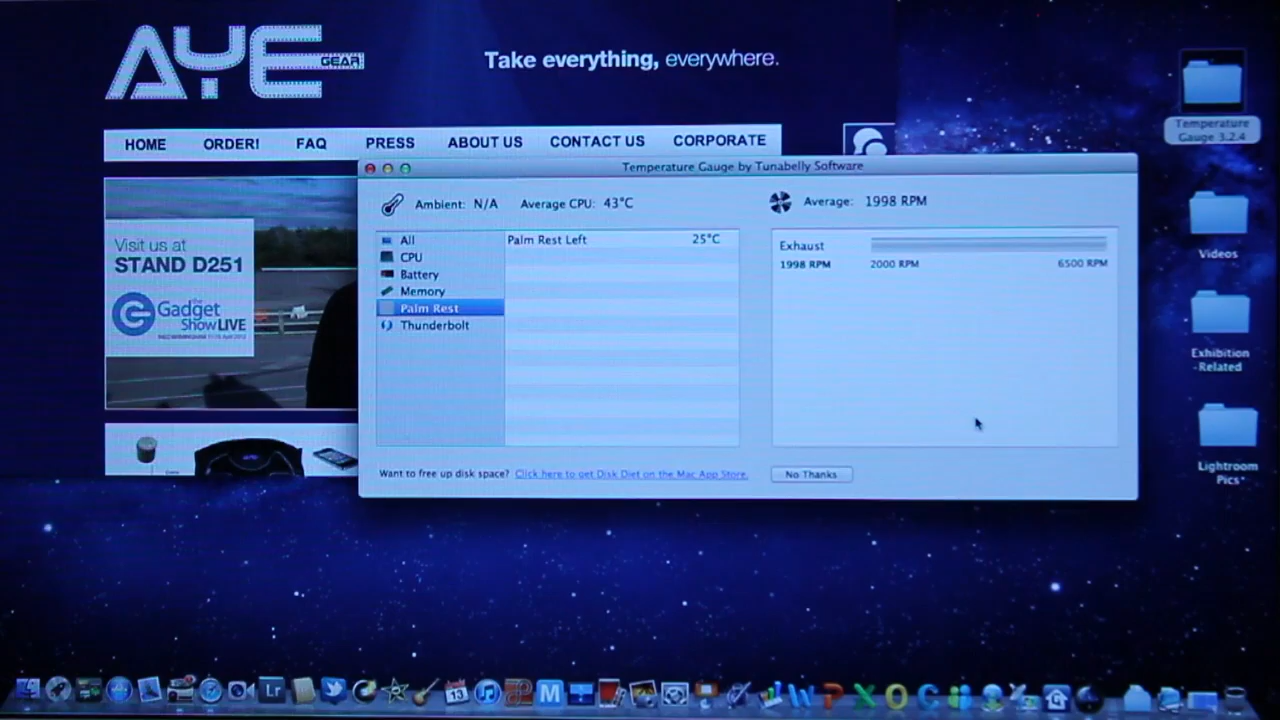 AYE
GEAR
Take everything, everywhere.
HOME ORDER! FAQ PRESS ABOUT US CONTACT US CORPORATE
Temperature
Gauge 3.2.4
Temperature Gauge by Tunabelly Software
Ambient: N/A Average CPU: 43°C
Average: 1998 RPM
All
CPU
Battery
Memory
Palm Rest
Thunderbolt
Palm Rest Left 25°C
Exhaust
1998 RPM 2000 RPM 6500 RPM
Visit us at
STAND D251
the
Gadget
Show LIVE
Videos
Exhibition
-Related
Lightroom
Pics
Want to free up disk space? Click here to get Disk Diet on the Mac App Store.
No Thanks
Lr
13
M
W
P
X
O
C